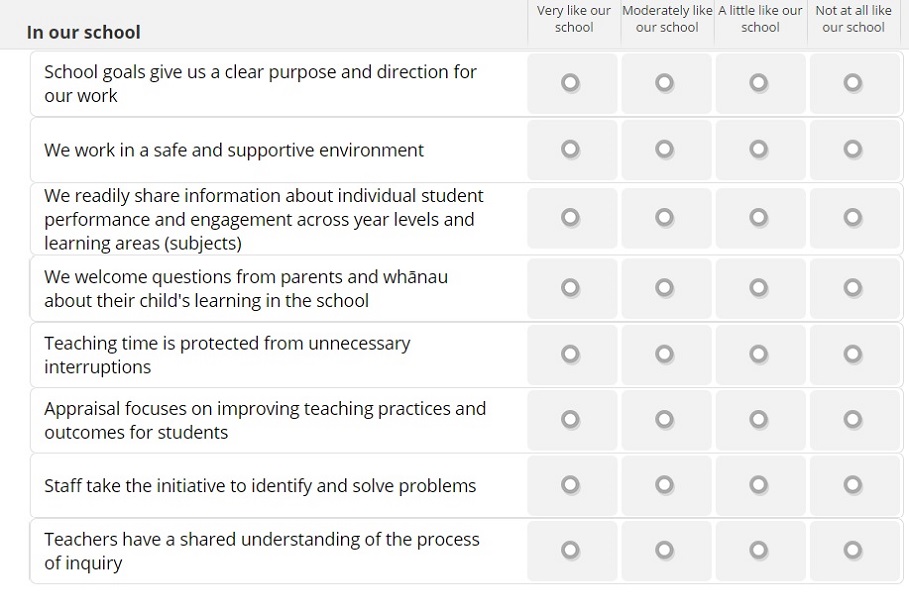 In our school
Very like our
school
Moderately like
our school
A little like our
school
Not at all like
our school
School goals give us a clear purpose and direction for
our work
We work in a safe and supportive environment
We readily share information about individual student
performance and engagement across year levels and
learning areas (subjects)
We welcome questions from parents and whānau
about their child's learning in the school
Teaching time is protected from unnecessary
interruptions
Appraisal focuses on improving teaching practices and
outcomes for students
Staff take the initiative to identify and solve problems
Teachers have a shared understanding of the process
of inquiry